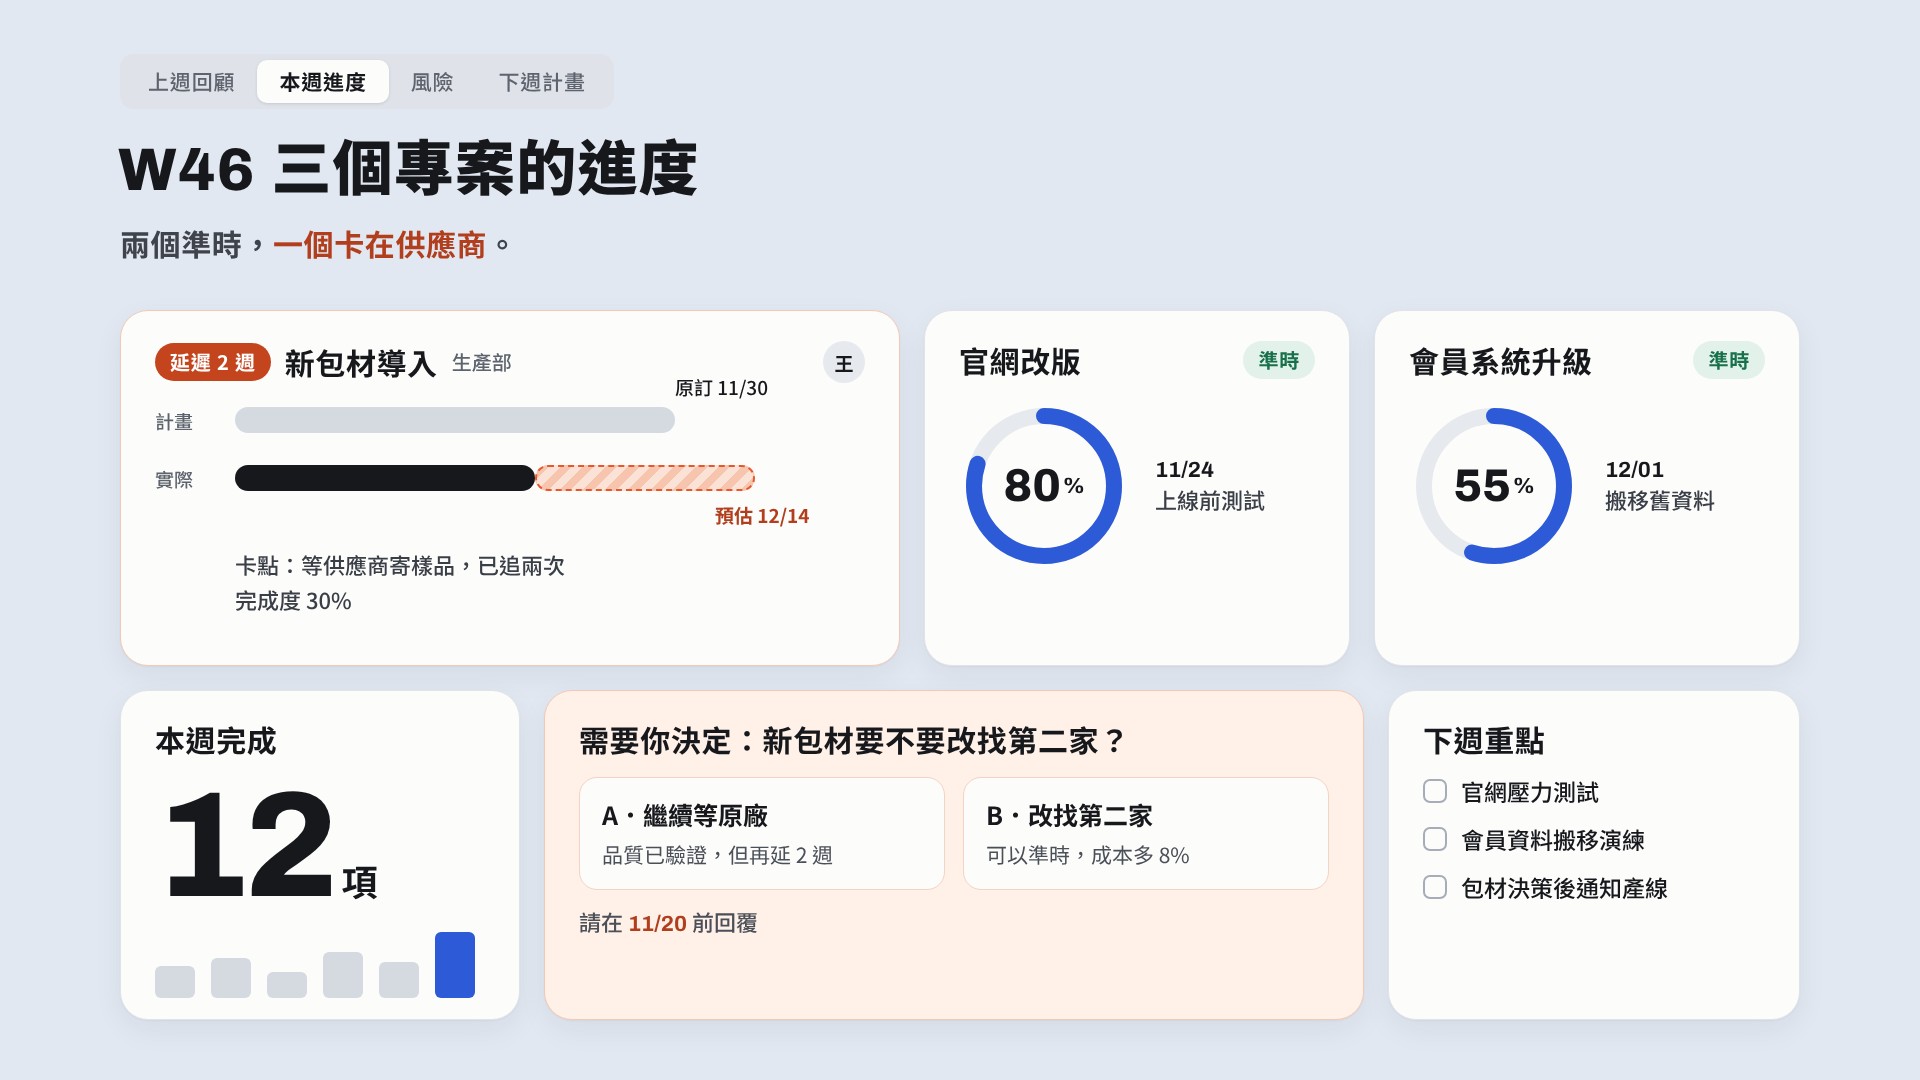 上週回顧 本週進度 風險 下週計畫
W46 三個專案的進度
兩個準時，一個卡在供應商。
延遲 2 週 新包材導入 生產部 王
原訂 11/30
計畫
實際
預估 12/14
卡點：等供應商寄樣品，已追兩次
完成度 30%
官網改版 準時
80%
11/24
上線前測試
會員系統升級 準時
55%
12/01
搬移舊資料
本週完成
12 項
需要你決定：新包材要不要改找第二家？
A・繼續等原廠
品質已驗證，但再延 2 週
B・改找第二家
可以準時，成本多 8%
請在 11/20 前回覆
下週重點
官網壓力測試
會員資料搬移演練
包材決策後通知產線